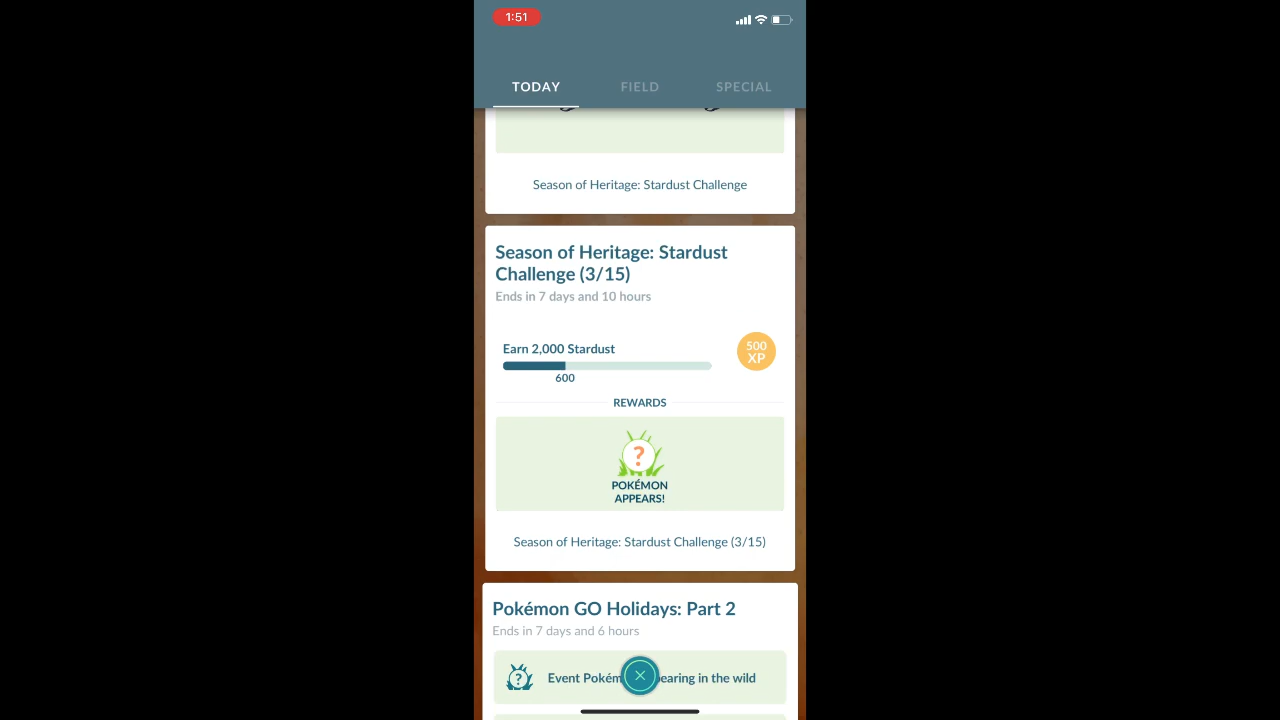 1:51
TODAY FIELD SPECIAL
Season of Heritage: Stardust Challenge
Season of Heritage: Stardust
Challenge (3/15)
Ends in 7 days and 10 hours
Earn 2,000 Stardust
500
XP
600
REWARDS
?
POKÉMON
APPEARS!
Season of Heritage: Stardust Challenge (3/15)
Pokémon GO Holidays: Part 2
Ends in 7 days and 6 hours
? Event Pokém earing in the wild